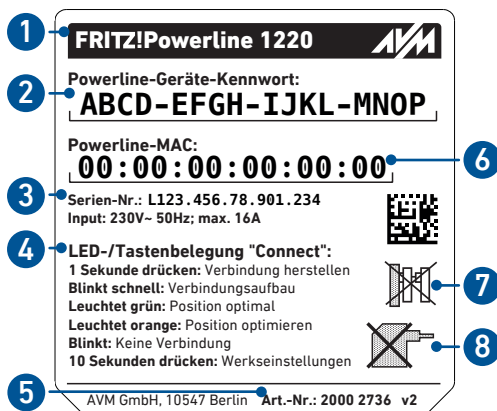 1 FRITZ!Powerline 1220 AVM
Powerline-Geräte-Kennwort:
2 ABCD-EFGH-IJKL-MNOP
Powerline-MAC:
00:00:00:00:00:00 6
3 Serien-Nr.: L123.456.78.901.234
Input: 230V~ 50Hz; max. 16A
4 LED-/Tastenbelegung "Connect":
1 Sekunde drücken: Verbindung herstellen
Blinkt schnell: Verbindungsaufbau
7
Leuchtet grün: Position optimal
Leuchtet orange: Position optimieren
Blinkt: Keine Verbindung
8
10 Sekunden drücken: Werkseinstellungen
5
AVM GmbH, 10547 Berlin Art.-Nr.: 2000 2736 v2